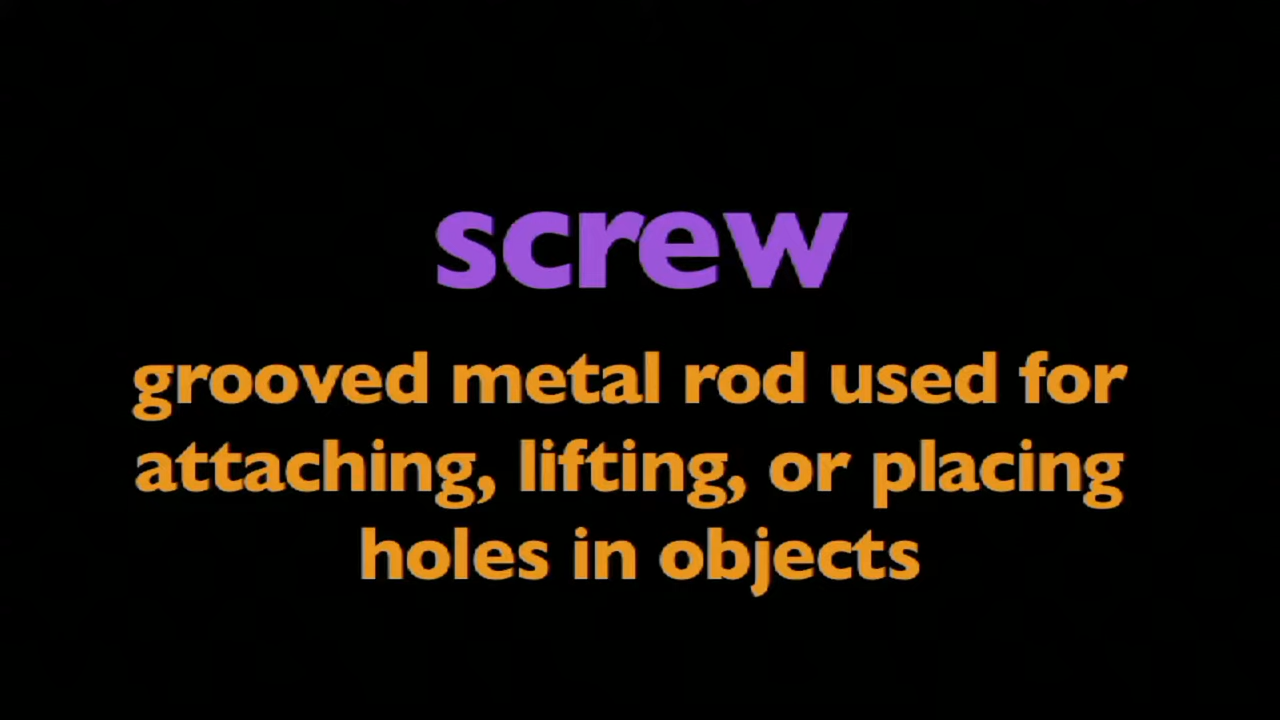 screw
grooved metal rod used for
attaching, lifting, or placing
holes in objects